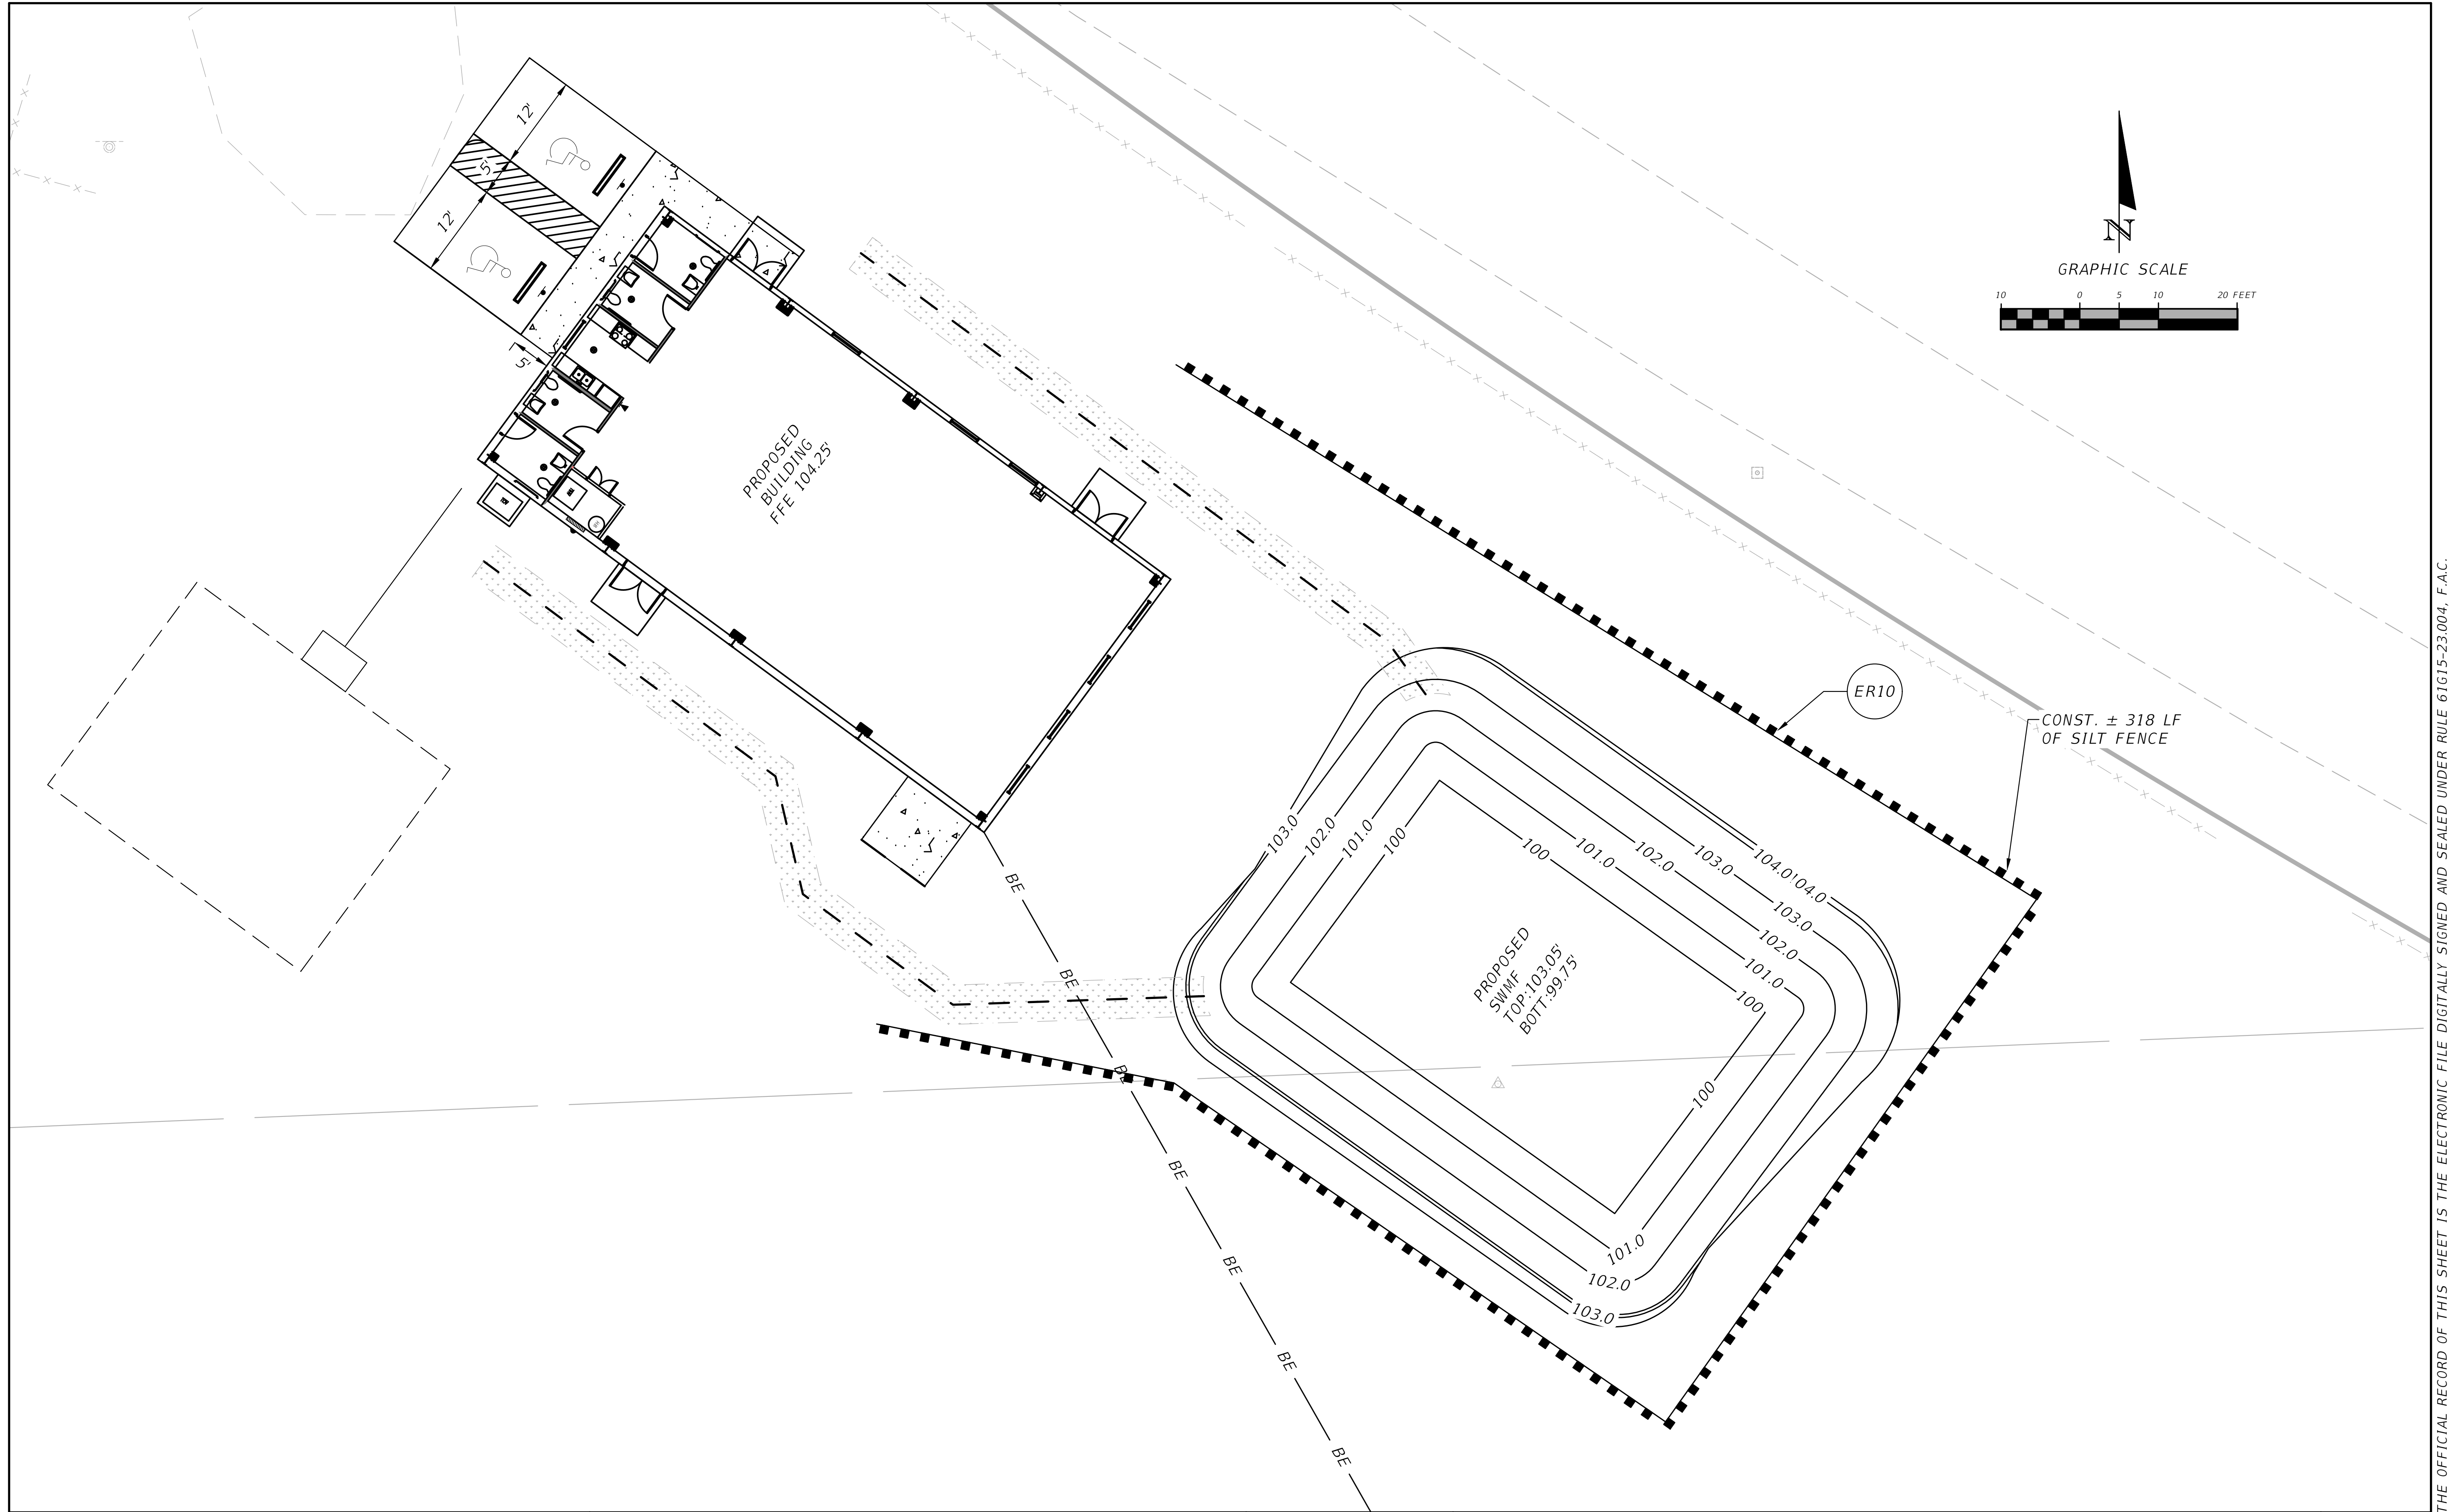 12'
5'
12'
5'
PROPOSED
BUILDING
FFE 104.25'
N
GRAPHIC SCALE
10 0 5 10 20 FEET
ER10
CONST. ± 318 LF
OF SILT FENCE
103.0
102.0
101.0
100
100
101.0
102.0
103.0
104.0
104.0
103.0
102.0
101.0
100
PROPOSED
SWMF
TOP:103.05'
BOTT:99.75'
100
101.0
102.0
103.0
BE
BE
BE
BE
BE
BE
BE
THE OFFICIAL RECORD OF THIS SHEET IS THE ELECTRONIC FILE DIGITALLY SIGNED AND SEALED UNDER RULE 61G15-23.004, F.A.C.